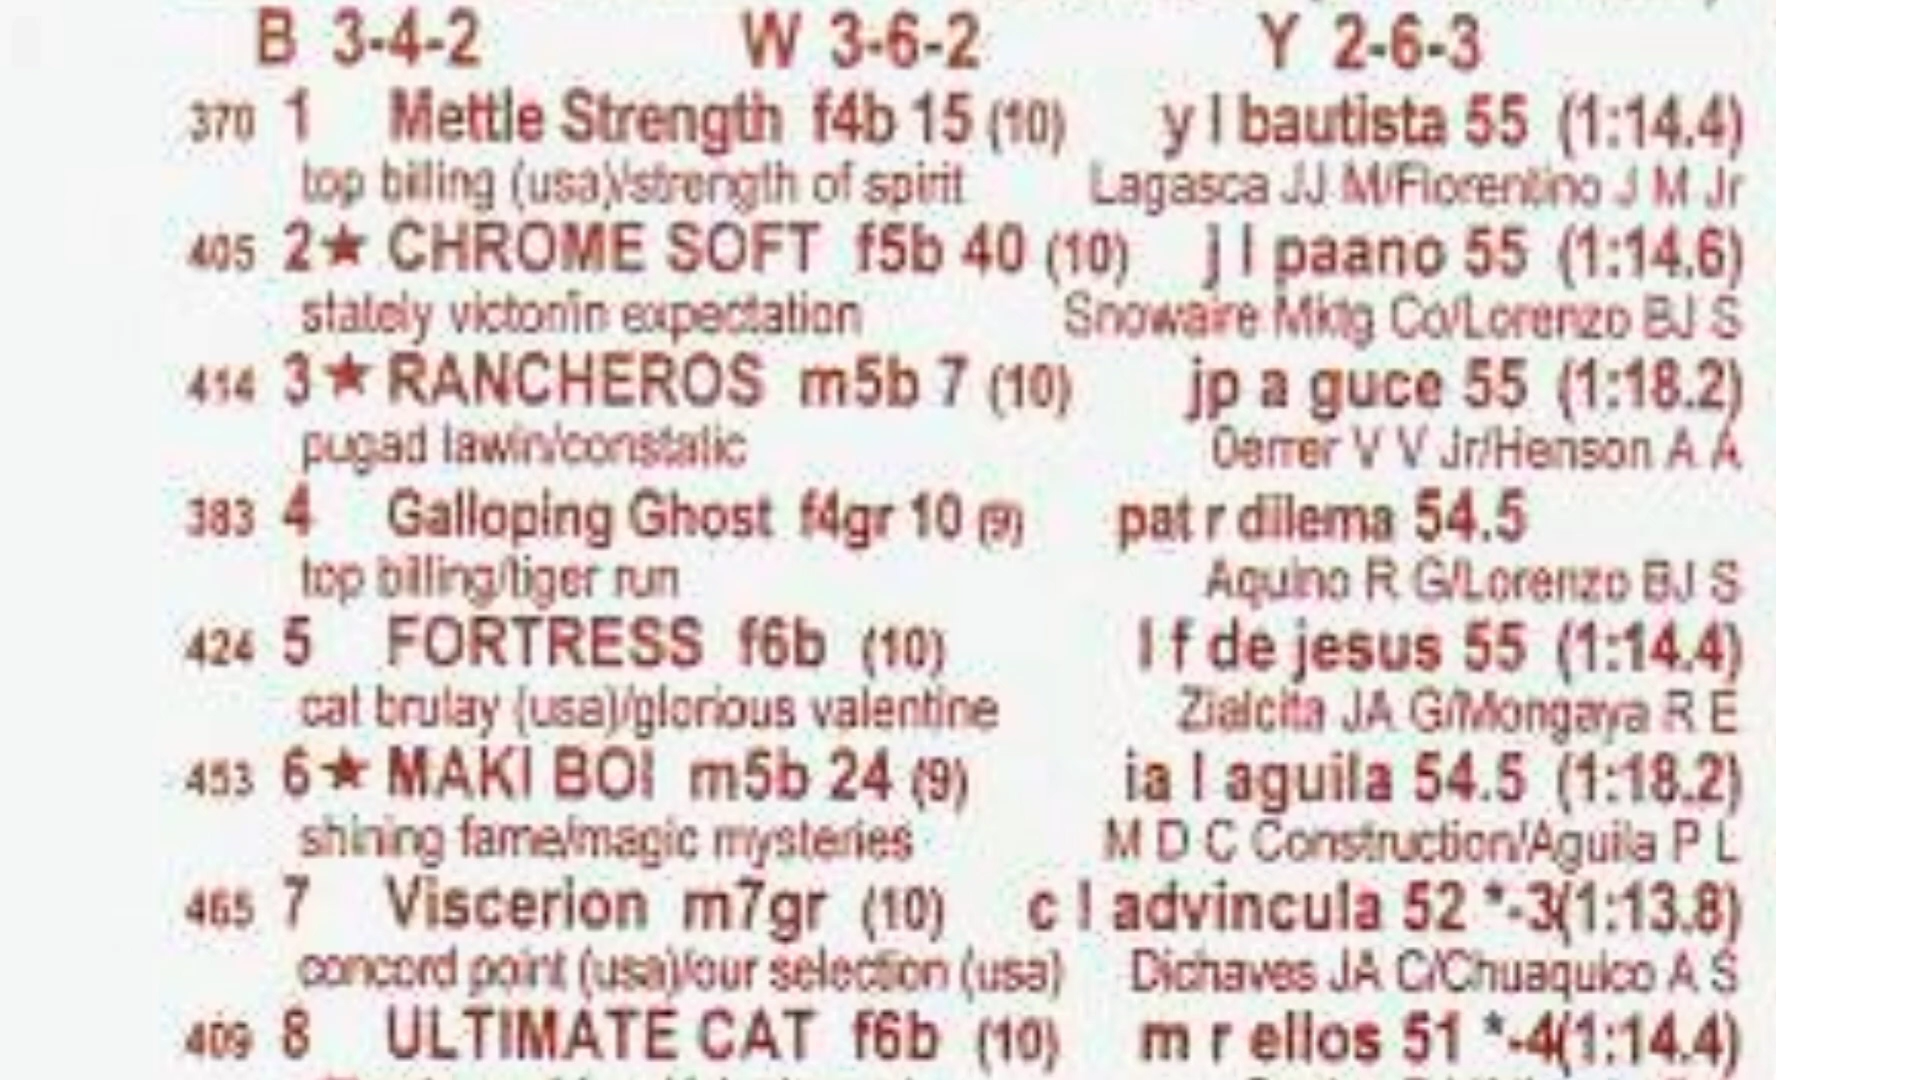 B 3-4-2 W 3-6-2 Y 2-6-3
370 1 Mettle Strength f4b 15 (10) y l bautista 55 (1:14.4)
top billing (usa)/strength of spirit Lagasca JJ M/Fiorentino J M Jr
405 2★ CHROME SOFT f5b 40 (10) j l paano 55 (1:14.6)
stately victor/in expectation Snowaire Mktg Co/Lorenzo BJ S
414 3★ RANCHEROS m5b 7 (10) jp a guce 55 (1:18.2)
pugad lawin/constatic V V Jr/Henson A A
383 4 Galloping Ghost f4gr 10 (9) pat r dilema 54.5
top billing/tiger run Aquino R G/Lorenzo BJ S
424 5 FORTRESS f6b (10) l f de jesus 55 (1:14.4)
cat brulay (usa)/glorious valentine Zialcita JA G/Mongaya R E
453 6★ MAKI BOI m5b 24 (9) ia l aguila 54.5 (1:18.2)
shining fame/magic mysteries M D C Construction/Aguila P L
465 7 Viscerion m7gr (10) c l advincula 52 *-3(1:13.8)
concord point (usa)/our selection (usa) Dichaves JA C/Chuaquico A S
409 8 ULTIMATE CAT f6b (10) m r ellos 51 *-4(1:14.4)